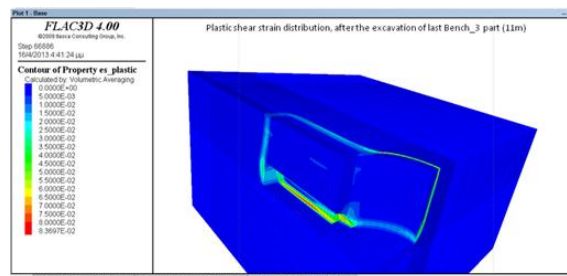 Plot 1 - Base
FLAC3D 4.00
©2009 Itasca Consulting Group, Inc.
Step 66886
16/4/2013 4:41:24 μμ
Contour of Property es_plastic
Calculated by: Volumetric Averaging
0.0000E+00
5.0000E-03
1.0000E-02
1.5000E-02
2.0000E-02
2.5000E-02
3.0000E-02
3.5000E-02
4.0000E-02
4.5000E-02
5.0000E-02
5.5000E-02
6.0000E-02
6.5000E-02
7.0000E-02
7.5000E-02
8.0000E-02
8.3697E-02
Plastic shear strain distribution, after the excavation of last Bench_3 part (11m)